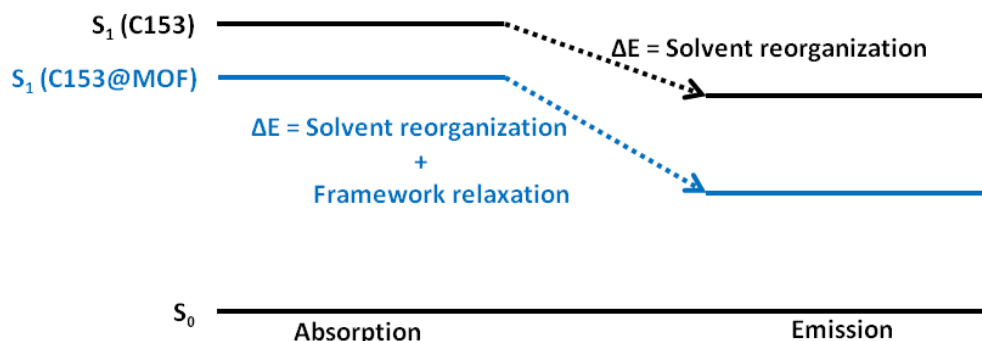 S₁ (C153)
ΔE = Solvent reorganization
S₁ (C153@MOF)
ΔE = Solvent reorganization
+
Framework relaxation
S₀
Absorption
Emission